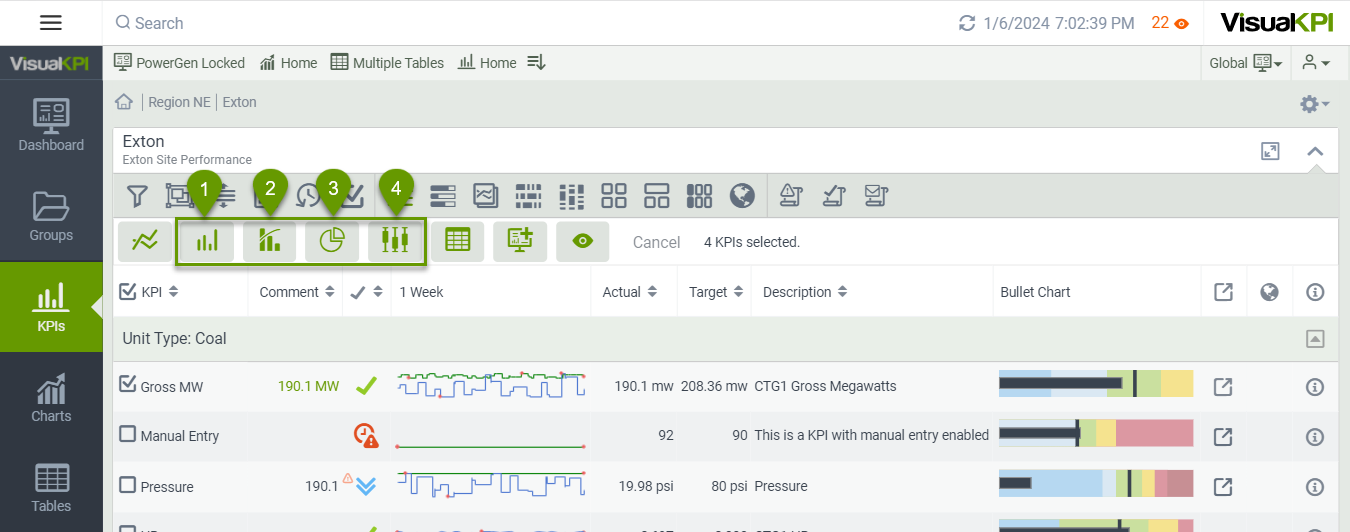 Search
1/6/2024 7:02:39 PM
22
VisualKPI
VisualKPI
PowerGen Locked
Home
Multiple Tables
Home
Global
Region NE | Exton
Exton
Exton Site Performance
1 2 3 4
Cancel
4 KPIs selected.
KPI Comment 1 Week Actual Target Description Bullet Chart
Unit Type: Coal
Gross MW 190.1 MW 190.1 mw 208.36 mw CTG1 Gross Megawatts
Manual Entry 92 90 This is a KPI with manual entry enabled
Pressure 190.1 19.98 psi 80 psi Pressure
Dashboard
Groups
KPIs
Charts
Tables